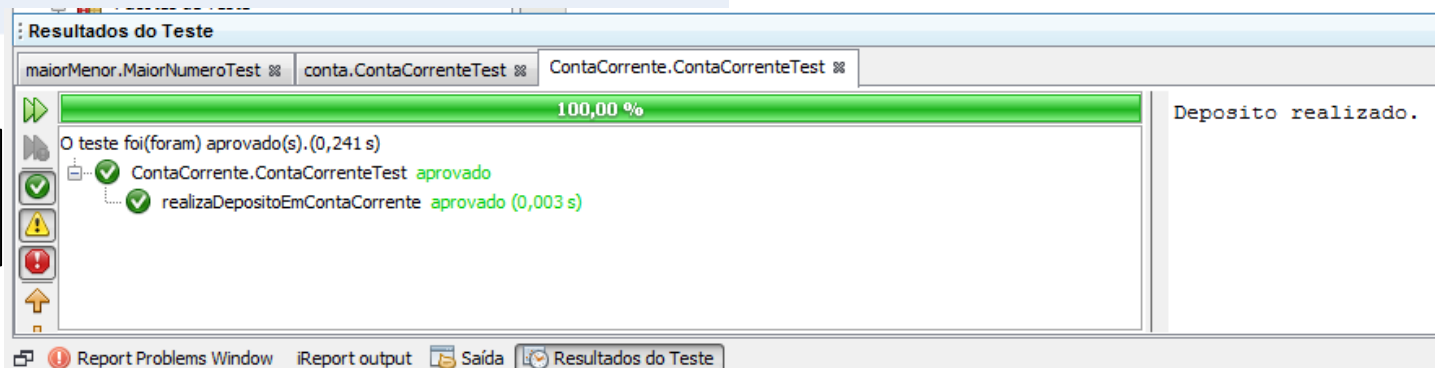 Resultados do Teste
maiorMenor.MaiorNumeroTest
conta.ContaCorrenteTest
ContaCorrente.ContaCorrenteTest
100,00 %
Deposito realizado.
O teste foi(foram) aprovado(s).(0,241 s)
ContaCorrente.ContaCorrenteTest aprovado
realizaDepositoEmContaCorrente aprovado (0,003 s)
Report Problems Window iReport output Saída Resultados do Teste